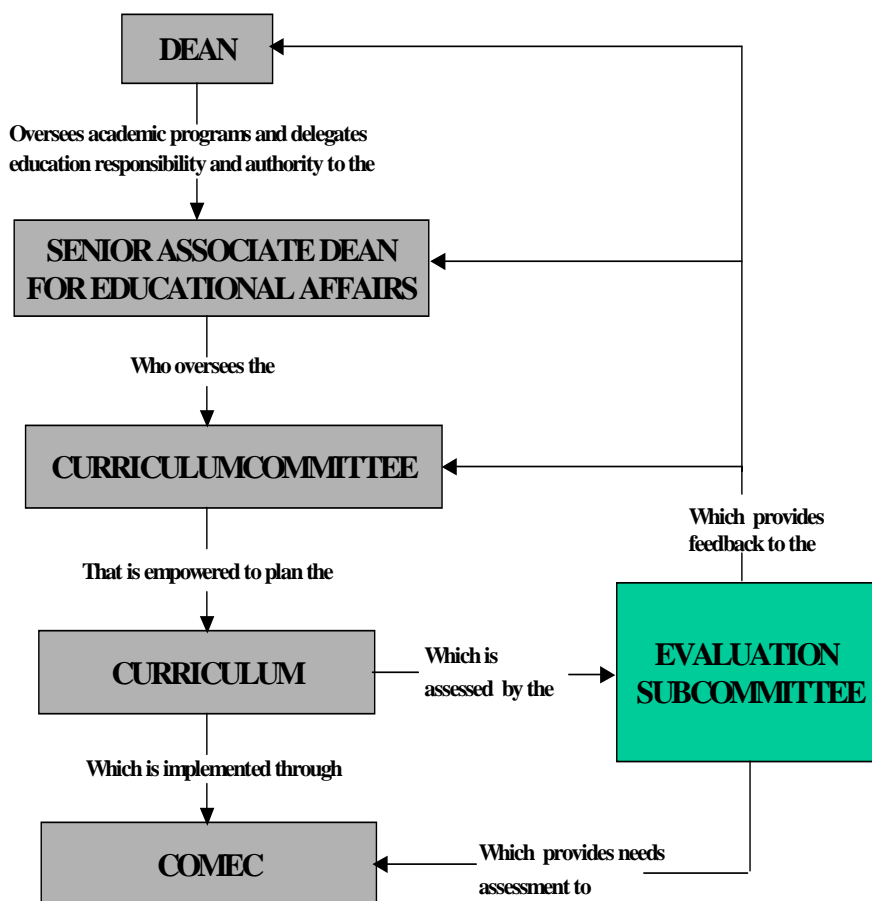 DEAN
Oversees academic programs and delegates
education responsibility and authority to the
SENIOR ASSOCIATE DEAN
FOR EDUCATIONAL AFFAIRS
Who oversees the
CURRICULUMCOMMITTEE
Which provides
feedback to the
That is empowered to plan the
CURRICULUM
Which is
assessed by the
EVALUATION
SUBCOMMITTEE
Which is implemented through
COMEC
Which provides needs
assessment to